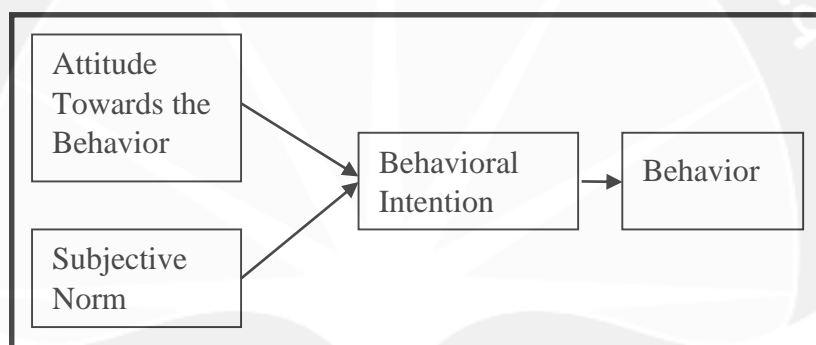 Attitude
Towards the
Behavior
Behavioral
Intention
Behavior
Subjective
Norm